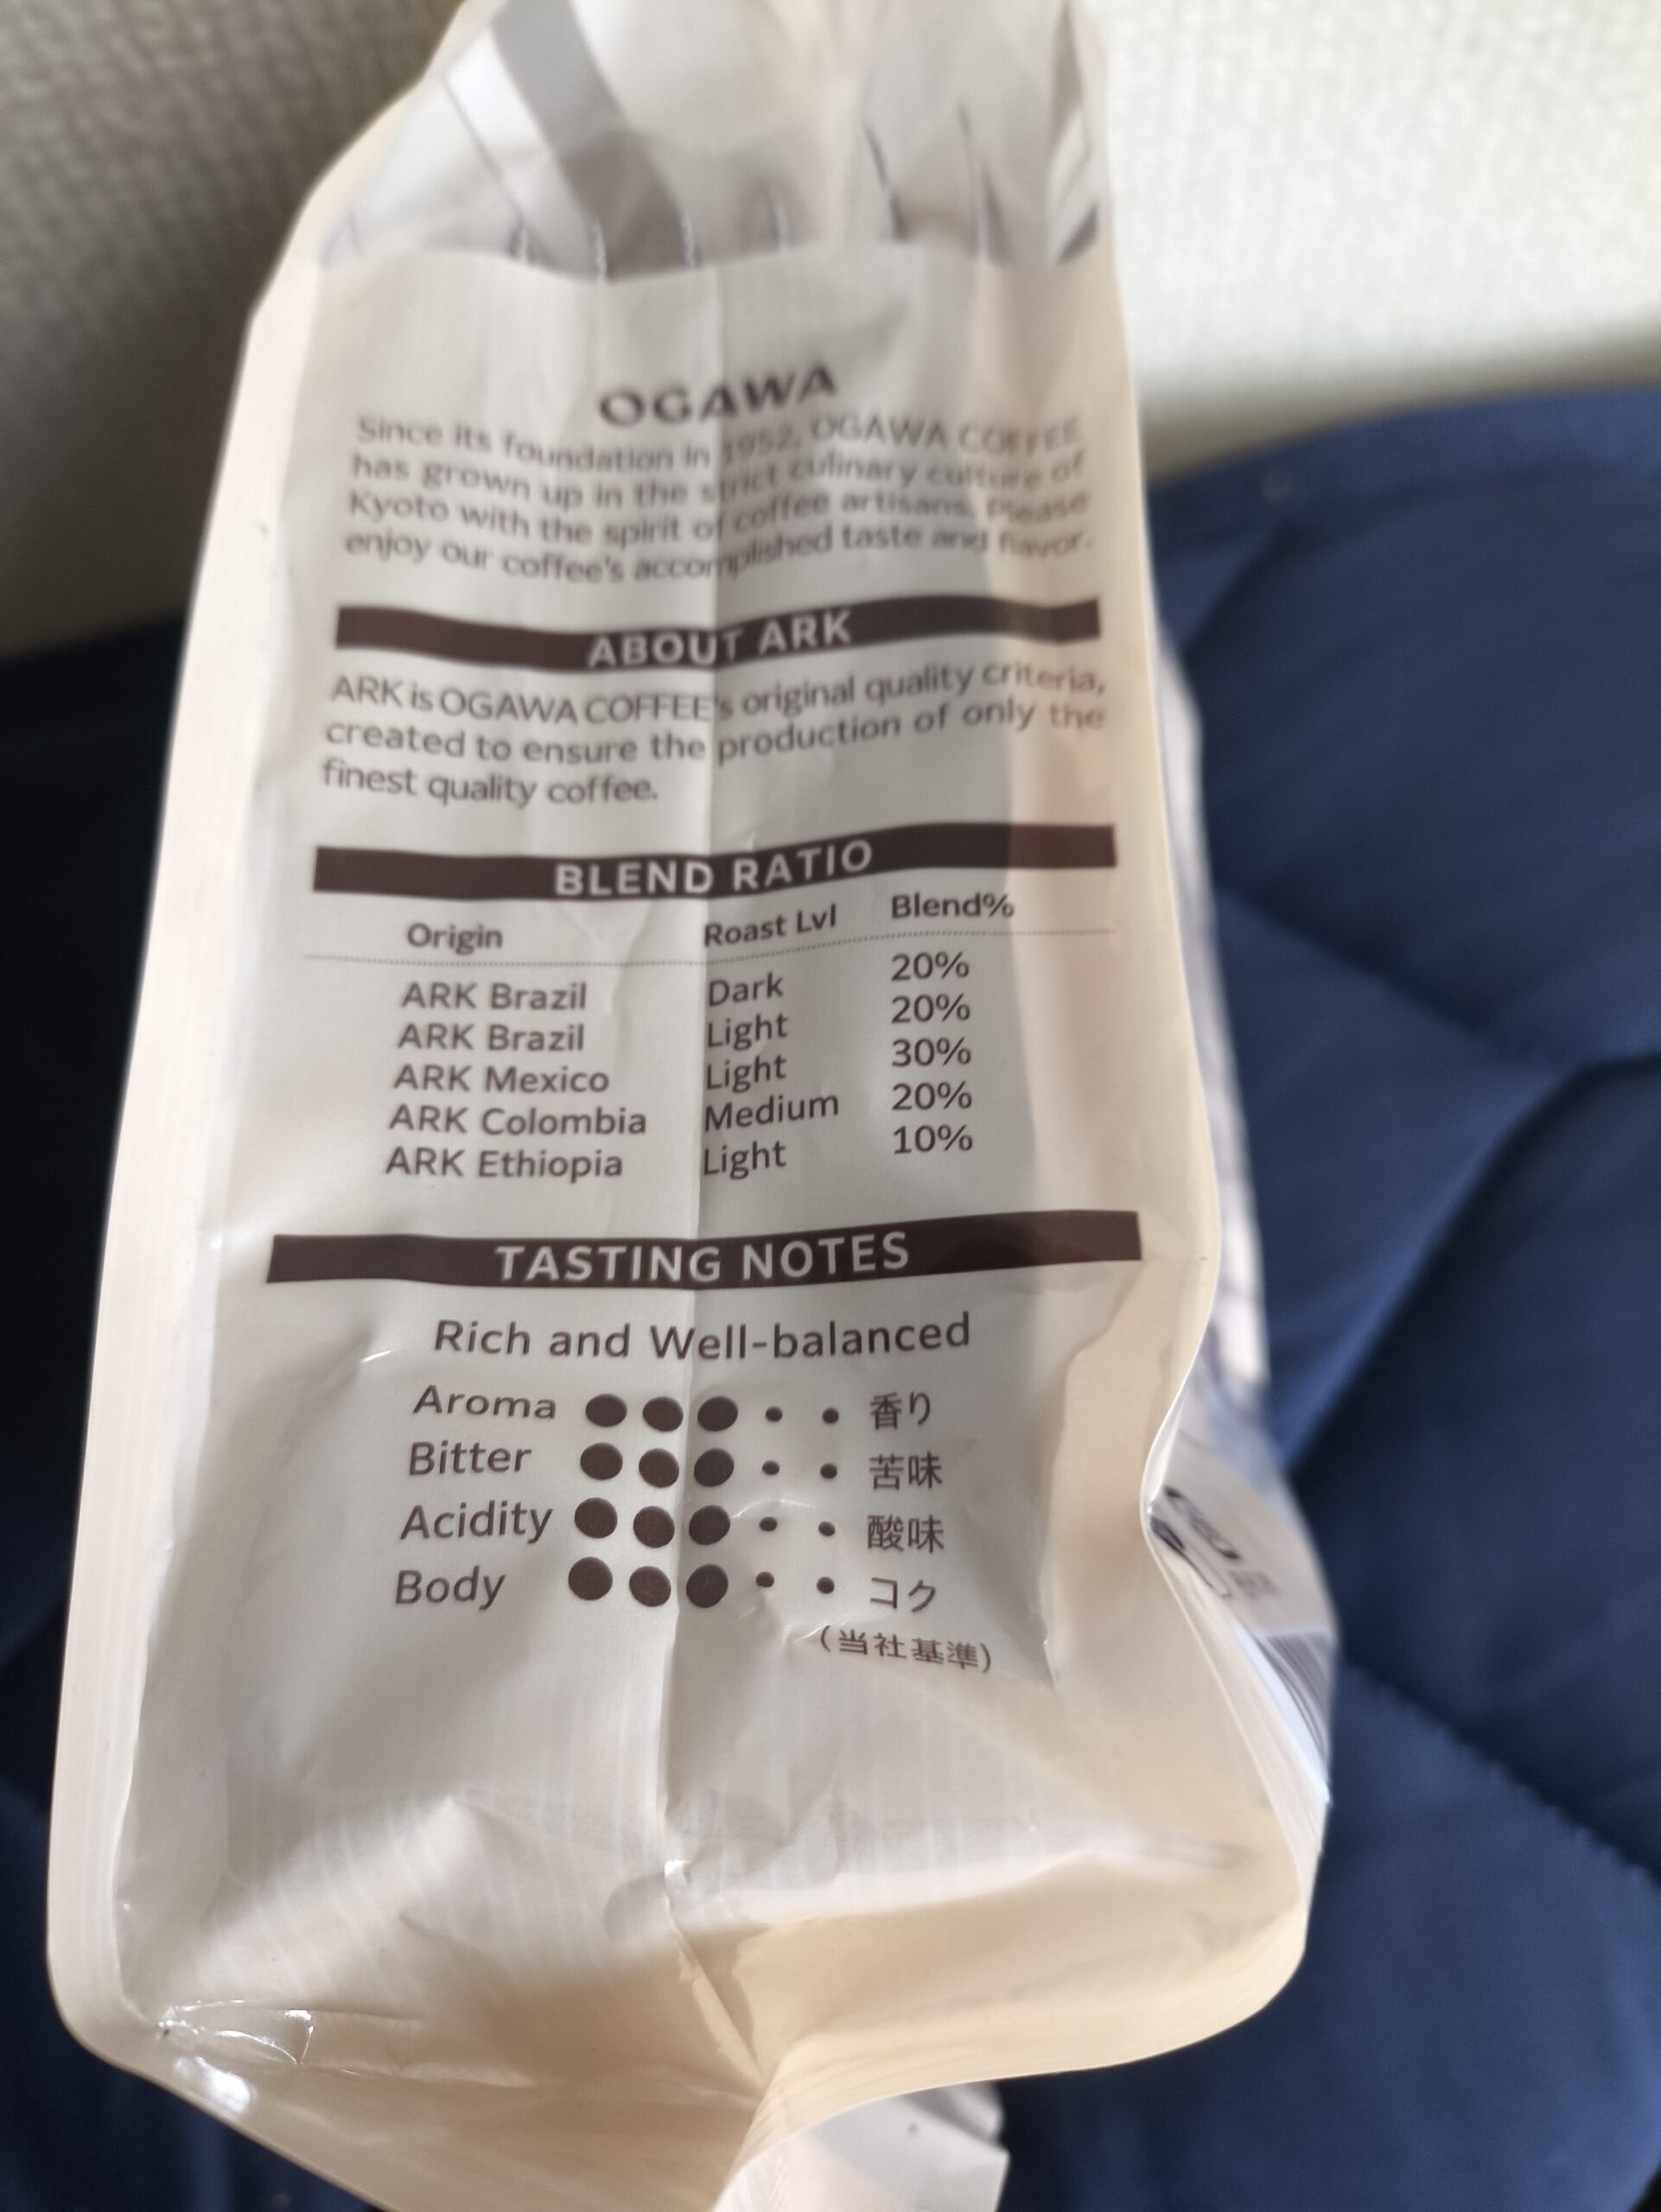 OGAWA
Since its foundation in 1952, OGAWA COFFEE
has grown up in the strict culinary culture of
Kyoto with the spirit of coffee artisans. Please
enjoy our coffee's accomplished taste and flavor.
ABOUT ARK
ARK is OGAWA COFFEE's original quality criteria,
created to ensure the production of only the
finest quality coffee.
BLEND RATIO
Origin Roast Lvl Blend%
ARK Brazil Dark 20%
ARK Brazil Light 20%
ARK Mexico Light 30%
ARK Colombia Medium 20%
ARK Ethiopia Light 10%
TASTING NOTES
Rich and Well-balanced
Aroma 香り
Bitter 苦味
Acidity 酸味
Body コク
(当社基準)